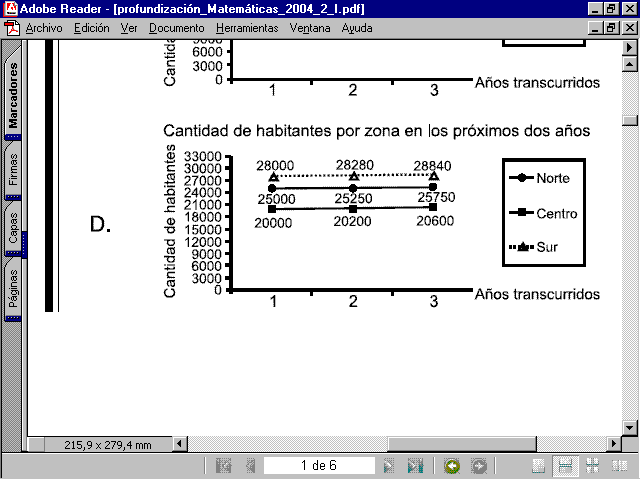 Adobe Reader - [profundización_Matemáticas_2004_2_I.pdf]
Archivo Edición Ver Documento Herramientas Ventana Ayuda
Marcadores
Firmas
Capas
Páginas
6000
3000
0
1 2 3
Años transcurridos
Cantidad de habitantes por zona en los próximos dos años
D.
Cantidad de habitantes
33000
30000
27000
24000
21000
18000
15000
12000
9000
6000
3000
0
28000 28280 28840
25000 25250 25750
20000 20200 20600
1 2 3
Años transcurridos
Norte
Centro
Sur
215,9 x 279,4 mm
1 de 6